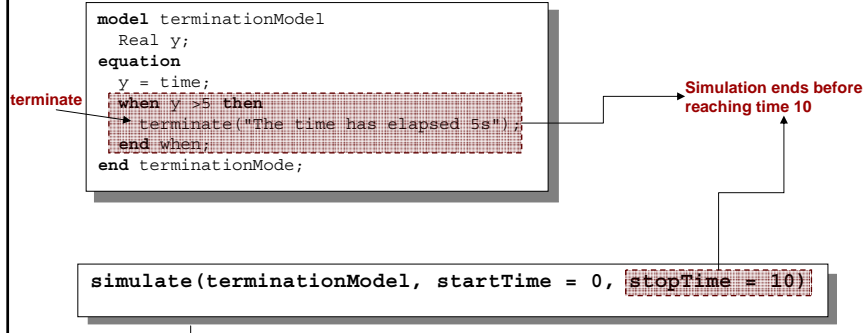 model terminationModel
Real y;
equation
y = time;
when y >5 then
terminate("The time has elapsed 5s");
end when;
end terminationMode;
terminate
Simulation ends before
reaching time 10
simulate(terminationModel, startTime = 0, stopTime = 10)